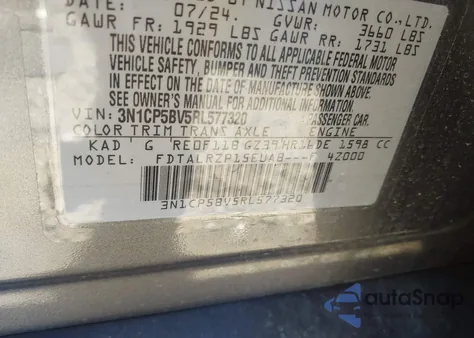 BY NISSAN MOTOR CO., LTD.
DATE: 07/24. GVWR: 3660 LBS
GAWR FR: 1929 LBS GAWR RR: 1731 LBS
THIS VEHICLE CONFORMS TO ALL APPLICABLE FEDERAL MOTOR
VEHICLE SAFETY, BUMPER AND THEFT PREVENTION STANDARDS
IN EFFECT ON THE DATE OF MANUFACTURE SHOWN ABOVE.
SEE OWNER'S MANUAL FOR ADDITIONAL INFORMATION
VIN: 3N1CP5BV5RL577320 PASSENGER CAR.
COLOR TRIM TRANS AXLE ENGINE
KAD G RE0F11B GZ39 HR16DE 1598 CC
MODEL: 4Z000
3N1CP5BV5RL577320
autoSnap